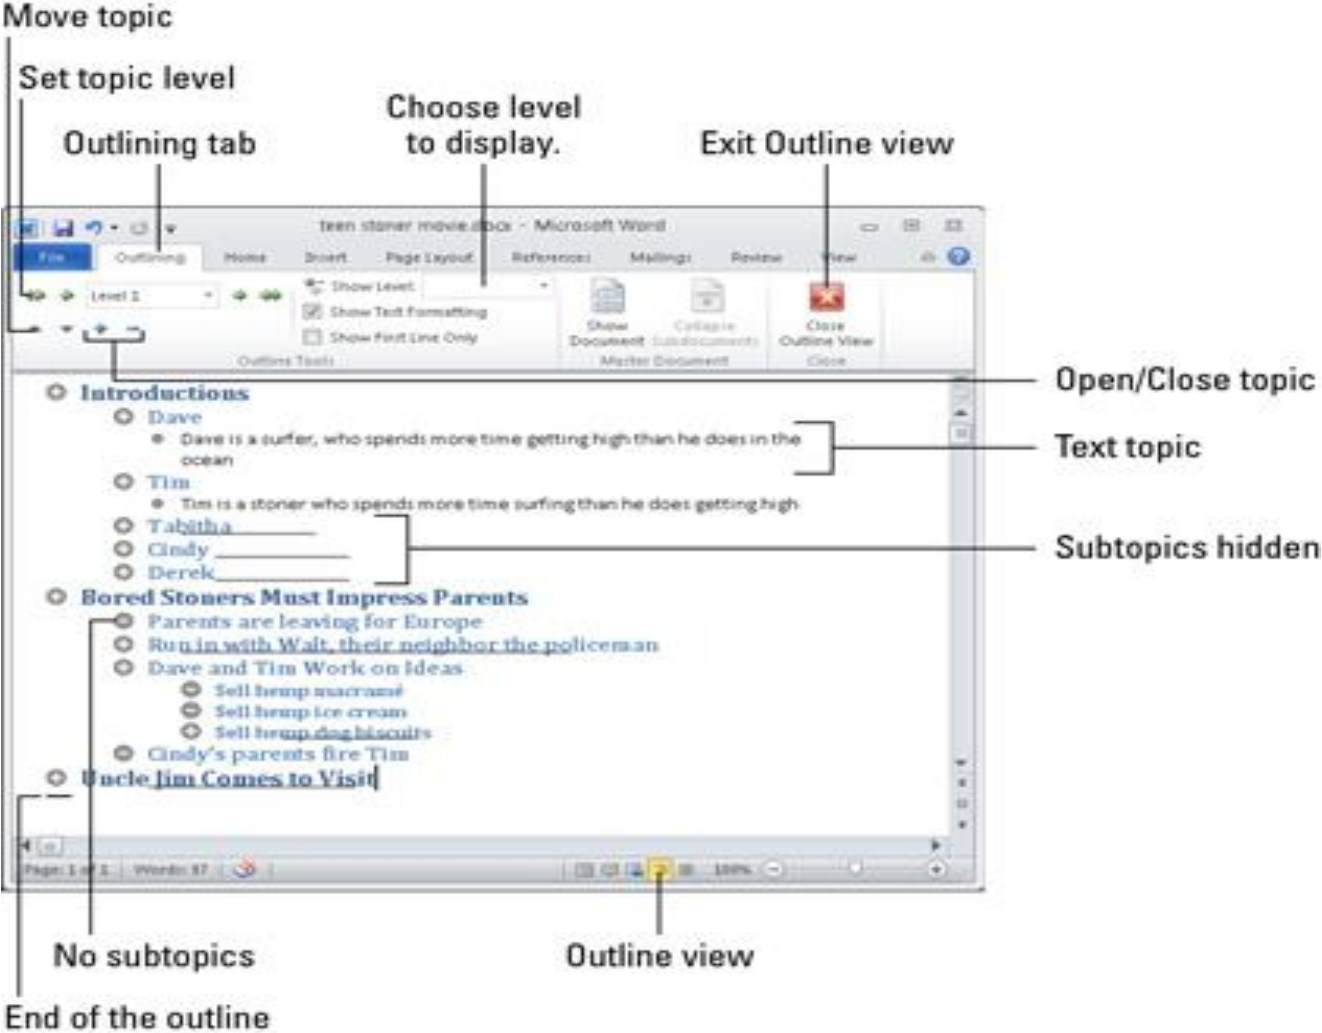 Move topic
Set topic level
Outlining tab
Choose level
to display.
Exit Outline view
teen stoner movie.docx - Microsoft Word
File Outlining Home Insert Page Layout References Mailings Review View
Level 1
Show Level:
Show Text Formatting
Show First Line Only
Outline Tools
Show
Document
Collapse
Subdocuments
Master Document
Close
Outline View
Close
Open/Close topic
Introductions
Dave
Dave is a surfer, who spends more time getting high than he does in the
ocean
Text topic
Tim
Tim is a stoner who spends more time surfing than he does getting high
Tabitha
Cindy
Derek
Subtopics hidden
Bored Stoners Must Impress Parents
Parents are leaving for Europe
Run in with Walt, their neighbor the policeman
Dave and Tim Work on Ideas
Sell hemp macramé
Sell hemp ice cream
Sell hemp dog biscuits
Cindy's parents fire Tim
Uncle Jim Comes to Visit
Page: 1 of 1 Words: 97
100%
No subtopics
Outline view
End of the outline